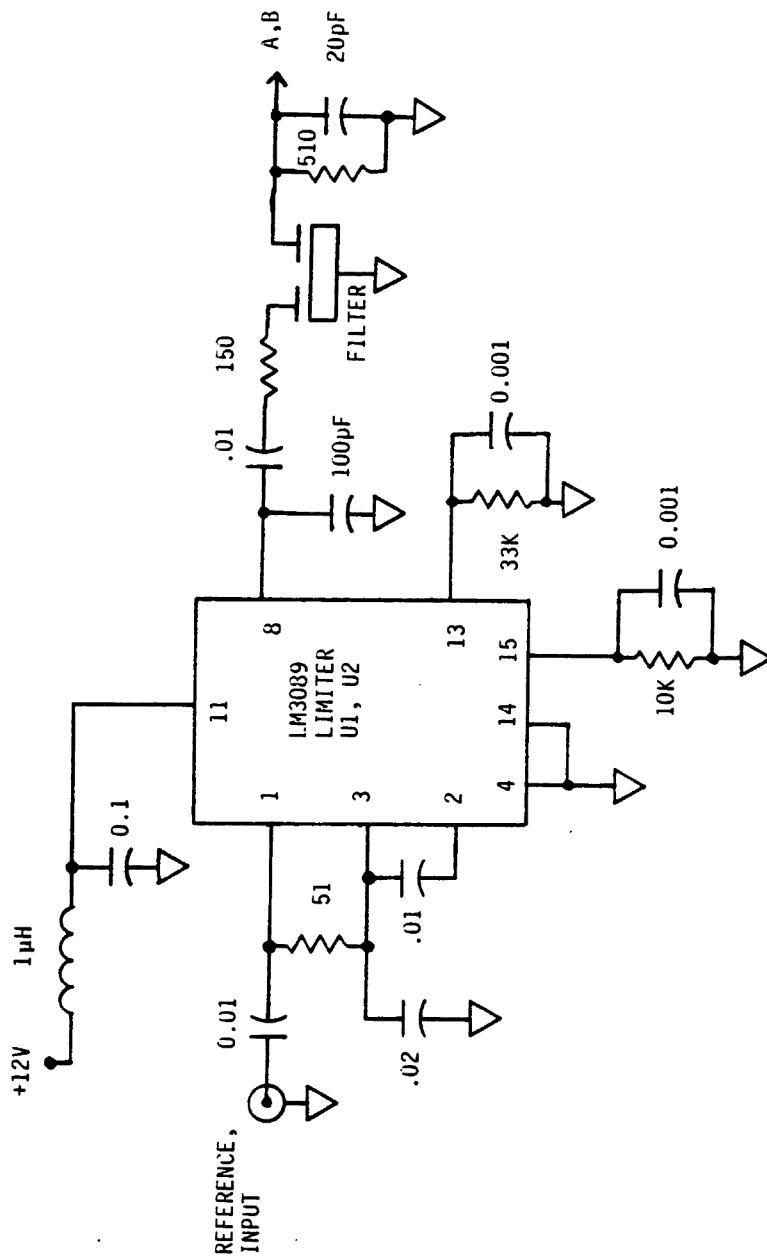 +12V
1μH
0.1
REFERENCE,
INPUT
0.01
51
.02
.01
1
3
2
11
LM3089
LIMITER
U1, U2
8
13
4
14
15
.01
100pF
150
FILTER
510
20pF
A,B
33K
0.001
10K
0.001